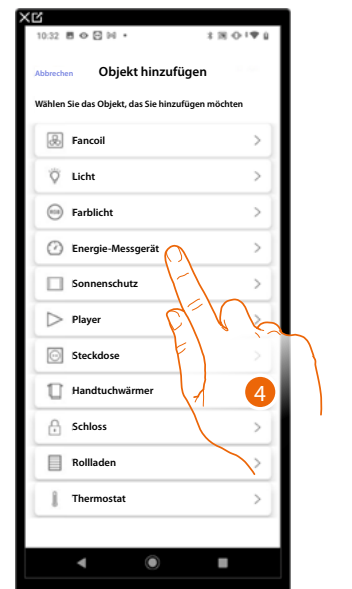 10:32
Abbrechen Objekt hinzufügen
Wählen Sie das Objekt, das Sie hinzufügen möchten
Fancoil
Licht
Farblicht
Energie-Messgerät
Sonnenschutz
Player
Steckdose
Handtuchwärmer
4
Schloss
Rollladen
Thermostat